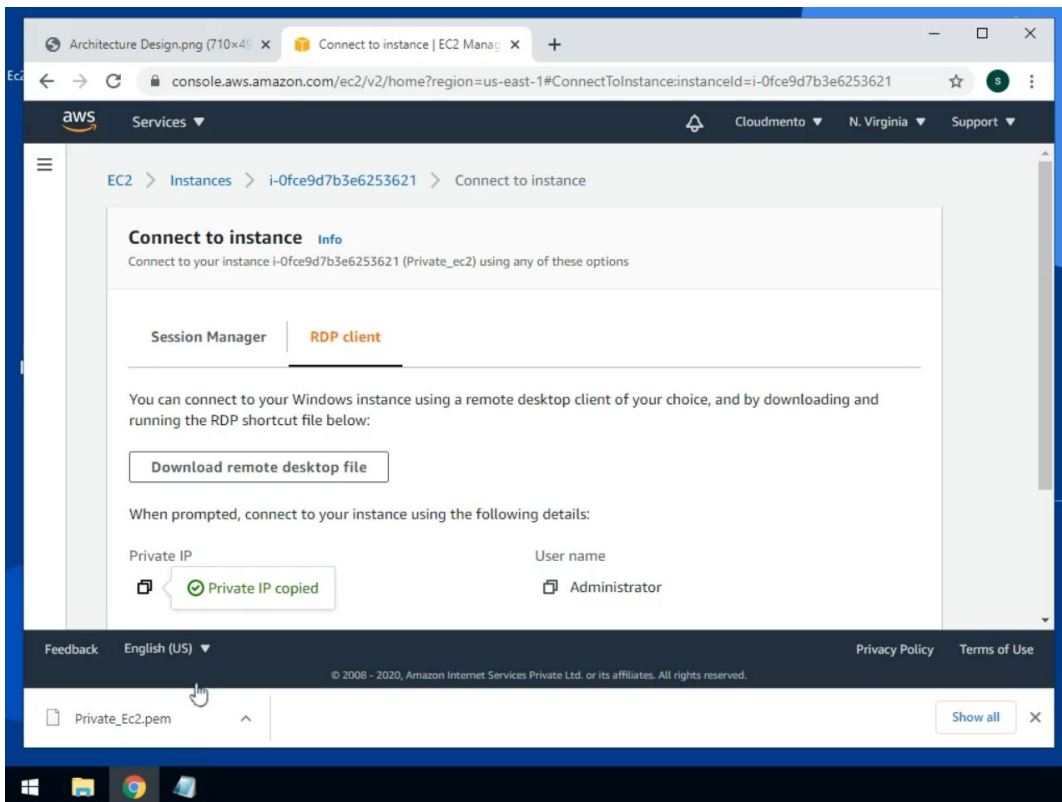 Architecture Design.png (710×49
Connect to instance | EC2 Manag
Ec2
console.aws.amazon.com/ec2/v2/home?region=us-east-1#ConnectToInstance:instanceId=i-0fce9d7b3e6253621
S
aws
Services
Cloudmento
N. Virginia
Support
EC2 > Instances > i-0fce9d7b3e6253621 > Connect to instance
Connect to instance Info
Connect to your instance i-0fce9d7b3e6253621 (Private_ec2) using any of these options
Session Manager
RDP client
You can connect to your Windows instance using a remote desktop client of your choice, and by downloading and
running the RDP shortcut file below:
Download remote desktop file
When prompted, connect to your instance using the following details:
Private IP
User name
Private IP copied
Administrator
Feedback
English (US)
Privacy Policy
Terms of Use
© 2008 - 2020, Amazon Internet Services Private Ltd. or its affiliates. All rights reserved.
Private_Ec2.pem
Show all